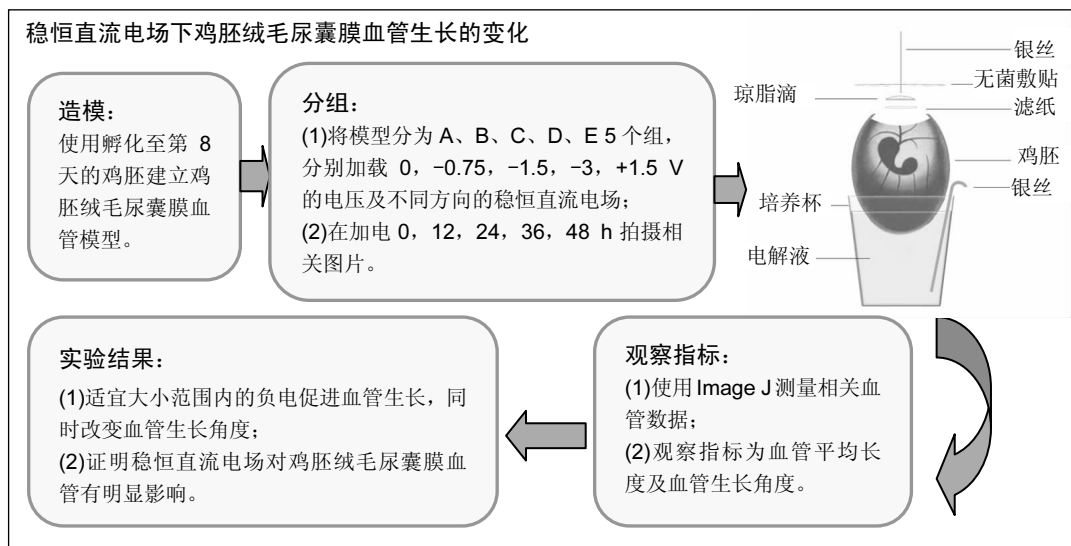 稳恒直流电场下鸡胚绒毛尿囊膜血管生长的变化
造模：
使用孵化至第 8
天的鸡胚建立鸡
胚绒毛尿囊膜血
管模型。
分组：
(1)将模型分为 A、B、C、D、E 5 个组，
分别加载 0，−0.75，−1.5，−3，+1.5 V
的电压及不同方向的稳恒直流电场；
(2)在加电 0，12，24，36，48 h 拍摄相
关图片。
银丝
无菌敷贴
琼脂滴
滤纸
鸡胚
银丝
培养杯
电解液
实验结果：
(1)适宜大小范围内的负电促进血管生长，同
时改变血管生长角度；
(2)证明稳恒直流电场对鸡胚绒毛尿囊膜血
管有明显影响。
观察指标：
(1)使用 Image J 测量相关血
管数据；
(2)观察指标为血管平均长
度及血管生长角度。